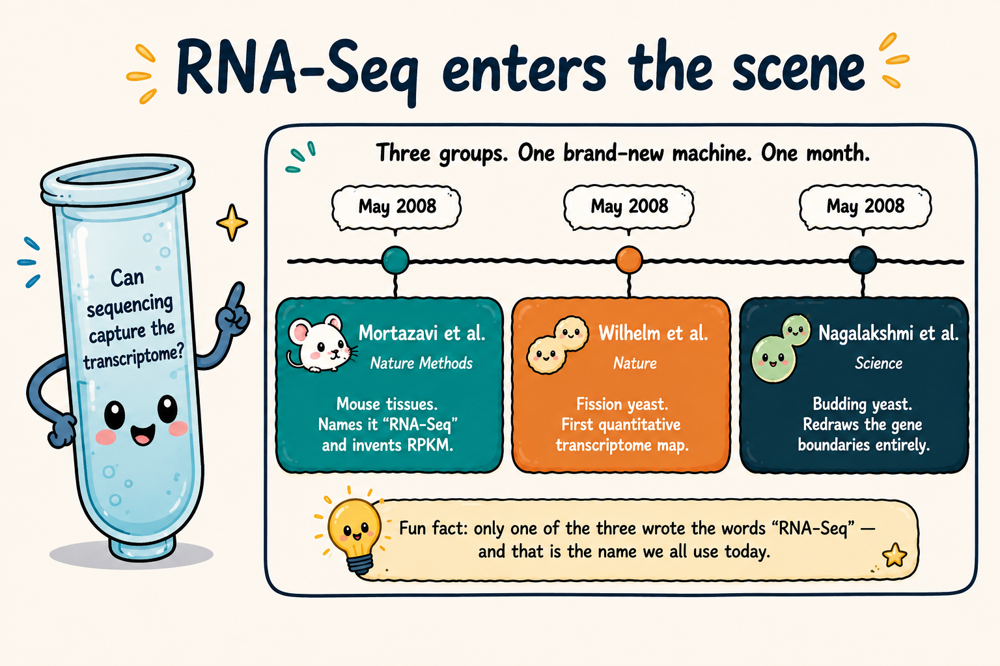 RNA-Seq enters the scene
Can
sequencing
capture the
transcriptome?
Three groups. One brand-new machine. One month.
May 2008
May 2008
May 2008
Mortazavi et al.
Nature Methods
Mouse tissues.
Names it “RNA-Seq”
and invents RPKM.
Wilhelm et al.
Nature
Fission yeast.
First quantitative
transcriptome map.
Nagalakshmi et al.
Science
Budding yeast.
Redraws the gene
boundaries entirely.
Fun fact: only one of the three wrote the words “RNA-Seq” —
and that is the name we all use today.